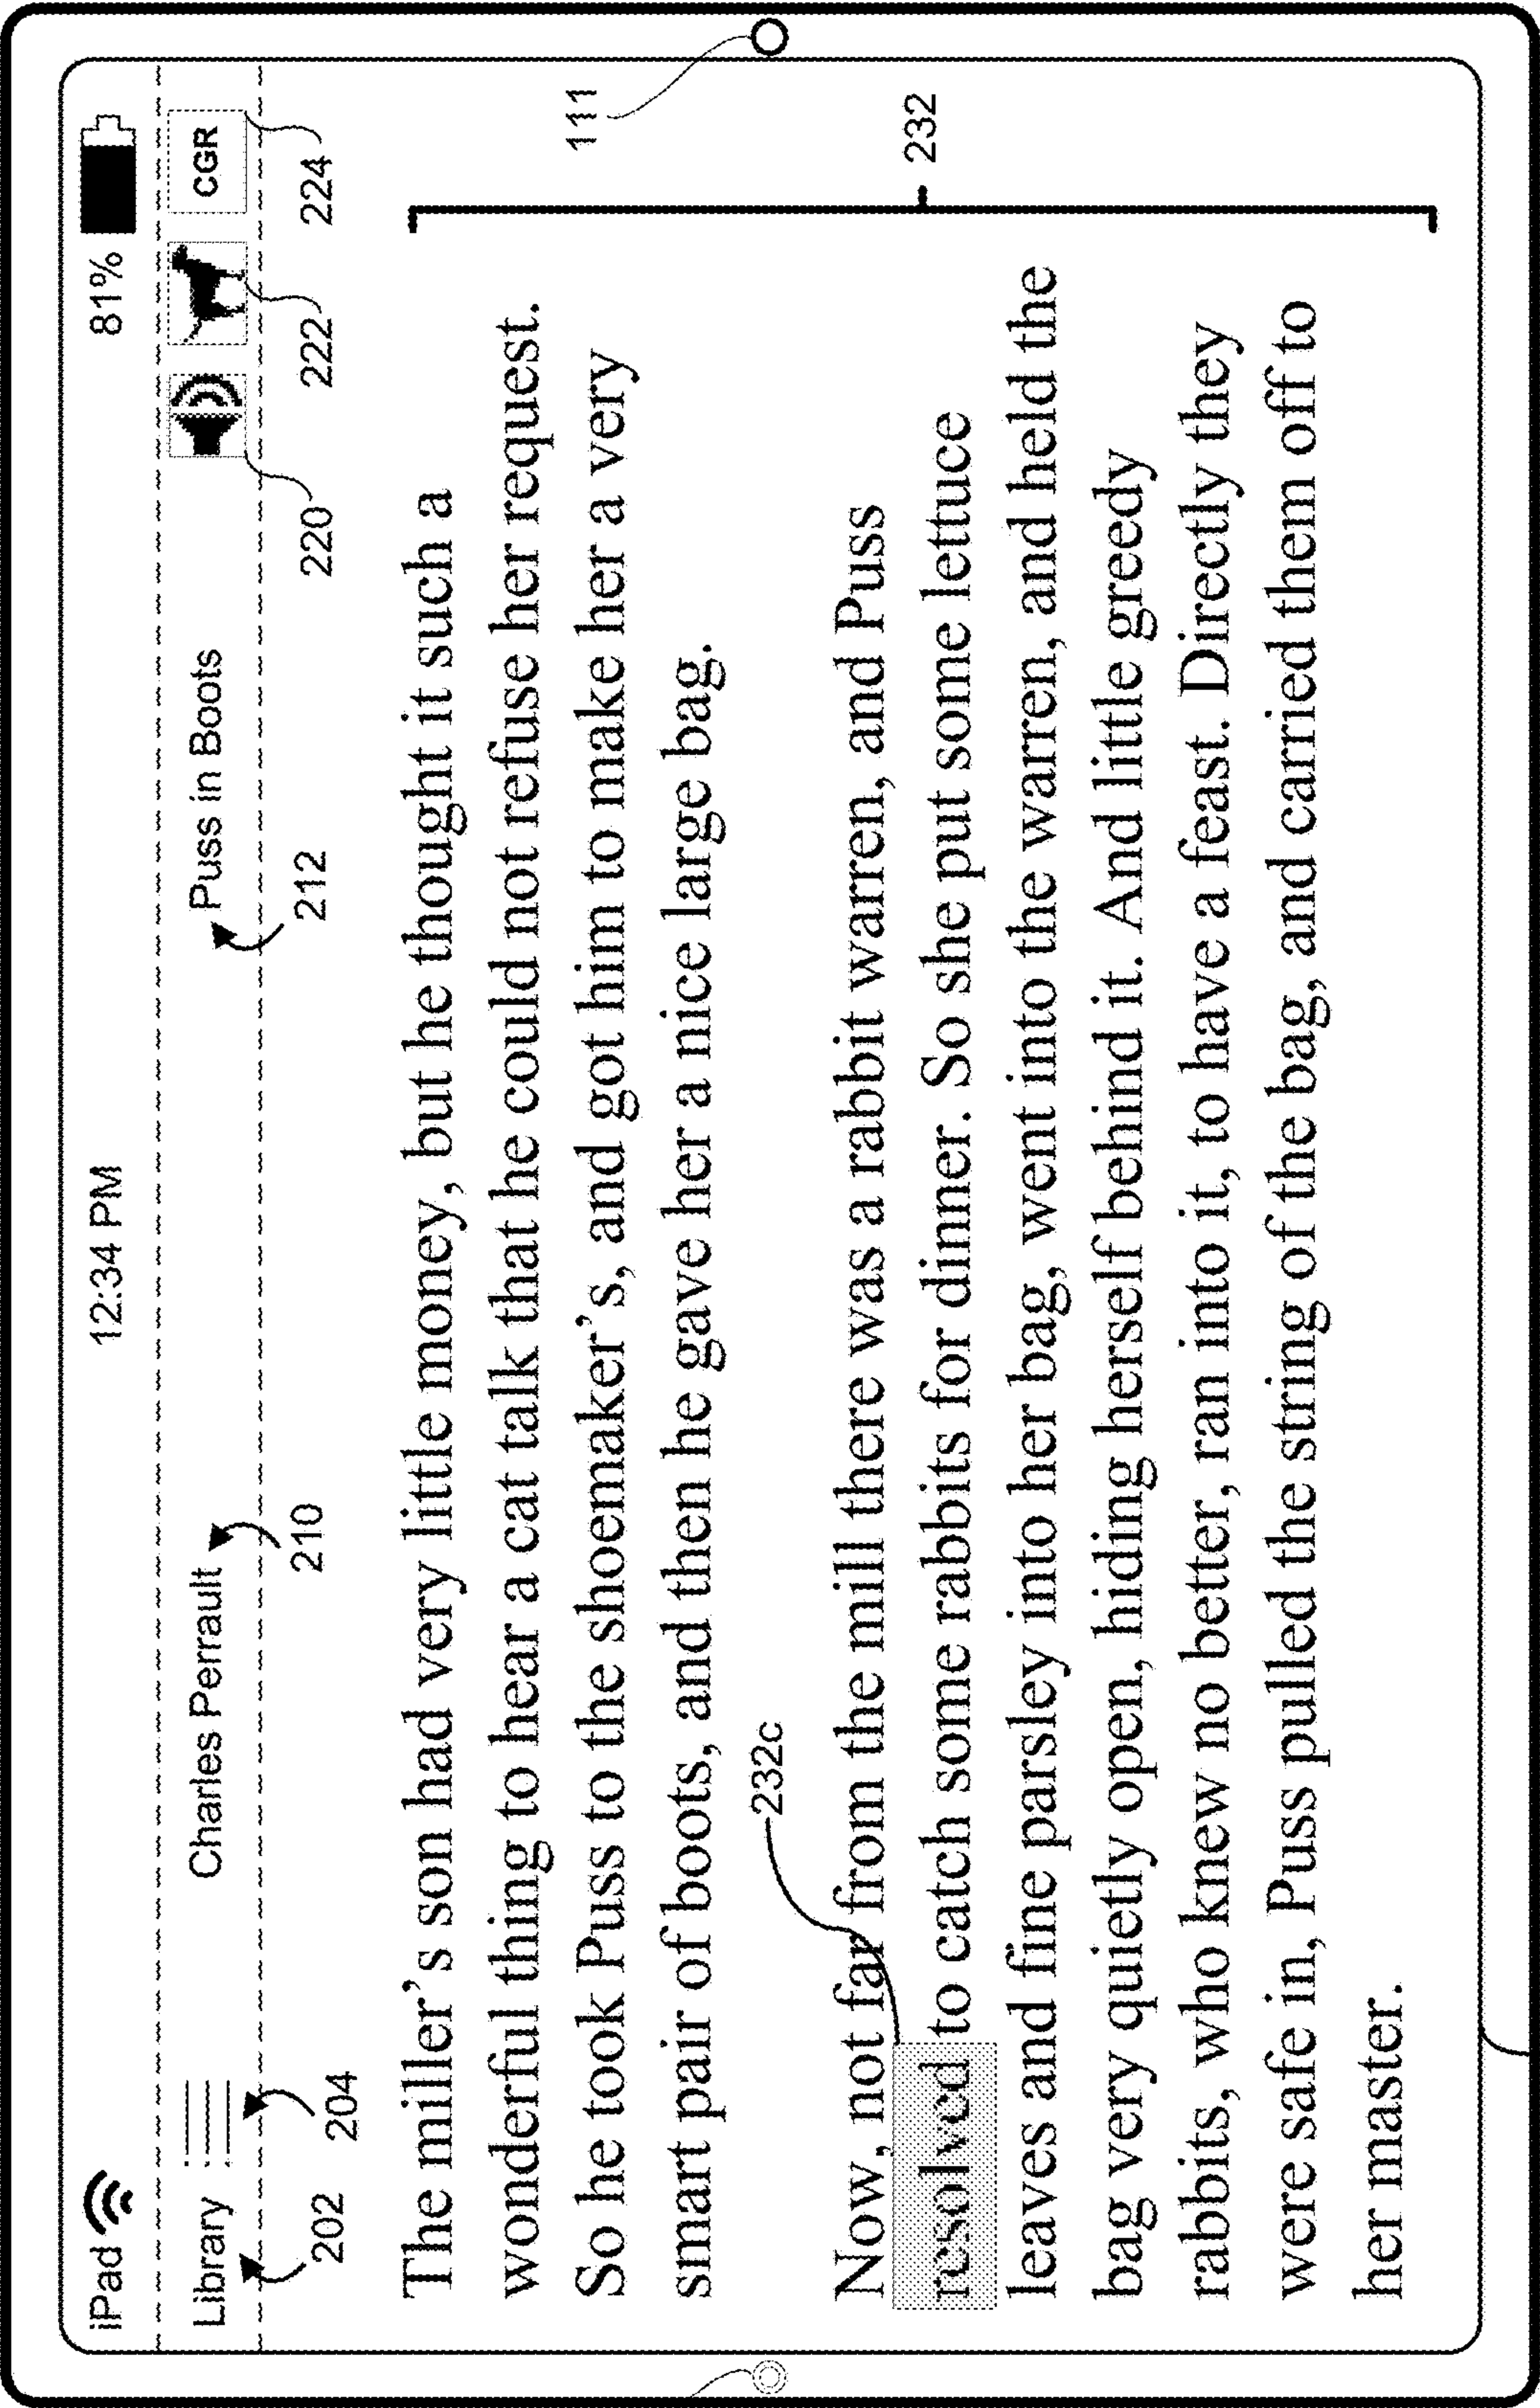 iPad 12:34 PM 81%
Library Charles Perrault Puss in Boots CGR
202 204 210 212 220 222 224
The miller’s son had very little money, but he thought it such a
wonderful thing to hear a cat talk that he could not refuse her request.
So he took Puss to the shoemaker’s, and got him to make her a very
smart pair of boots, and then he gave her a nice large bag.
232c
111
Now, not far from the mill there was a rabbit warren, and Puss
resolved to catch some rabbits for dinner. So she put some lettuce
232
leaves and fine parsley into her bag, went into the warren, and held the
bag very quietly open, hiding herself behind it. And little greedy
rabbits, who knew no better, ran into it, to have a feast. Directly they
were safe in, Puss pulled the string of the bag, and carried them off to
her master.